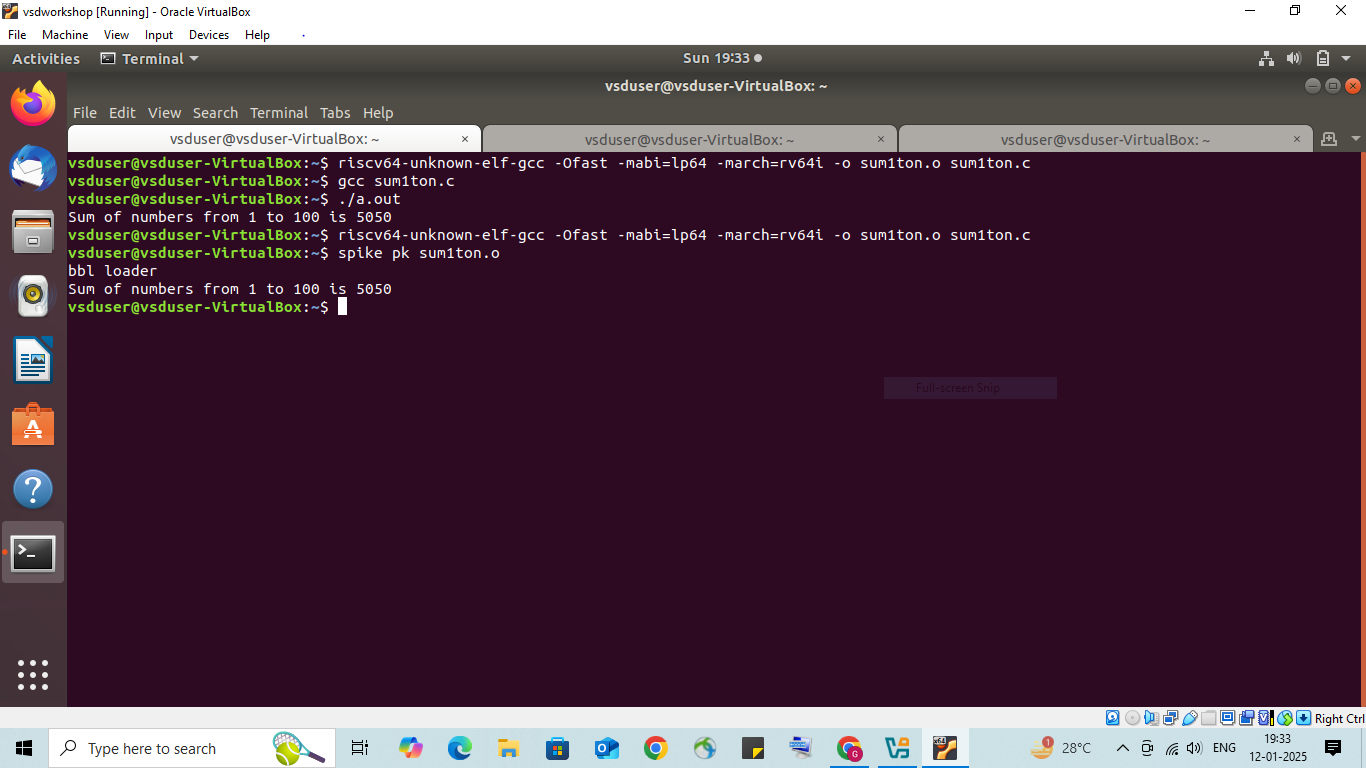 vsdworkshop [Running] - Oracle VirtualBox
File Machine View Input Devices Help
Activities Terminal Sun 19:33
vsduser@vsduser-VirtualBox: ~
File Edit View Search Terminal Tabs Help
vsduser@vsduser-VirtualBox: ~ × vsduser@vsduser-VirtualBox: ~ × vsduser@vsduser-VirtualBox: ~ ×
vsduser@vsduser-VirtualBox:~$ riscv64-unknown-elf-gcc -Ofast -mabi=lp64 -march=rv64i -o sum1ton.o sum1ton.c
vsduser@vsduser-VirtualBox:~$ gcc sum1ton.c
vsduser@vsduser-VirtualBox:~$ ./a.out
Sum of numbers from 1 to 100 is 5050
vsduser@vsduser-VirtualBox:~$ riscv64-unknown-elf-gcc -Ofast -mabi=lp64 -march=rv64i -o sum1ton.o sum1ton.c
vsduser@vsduser-VirtualBox:~$ spike pk sum1ton.o
bbl loader
Sum of numbers from 1 to 100 is 5050
vsduser@vsduser-VirtualBox:~$
Full-screen Snip
Right Ctrl
Type here to search
28°C ENG 19:33
12-01-2025